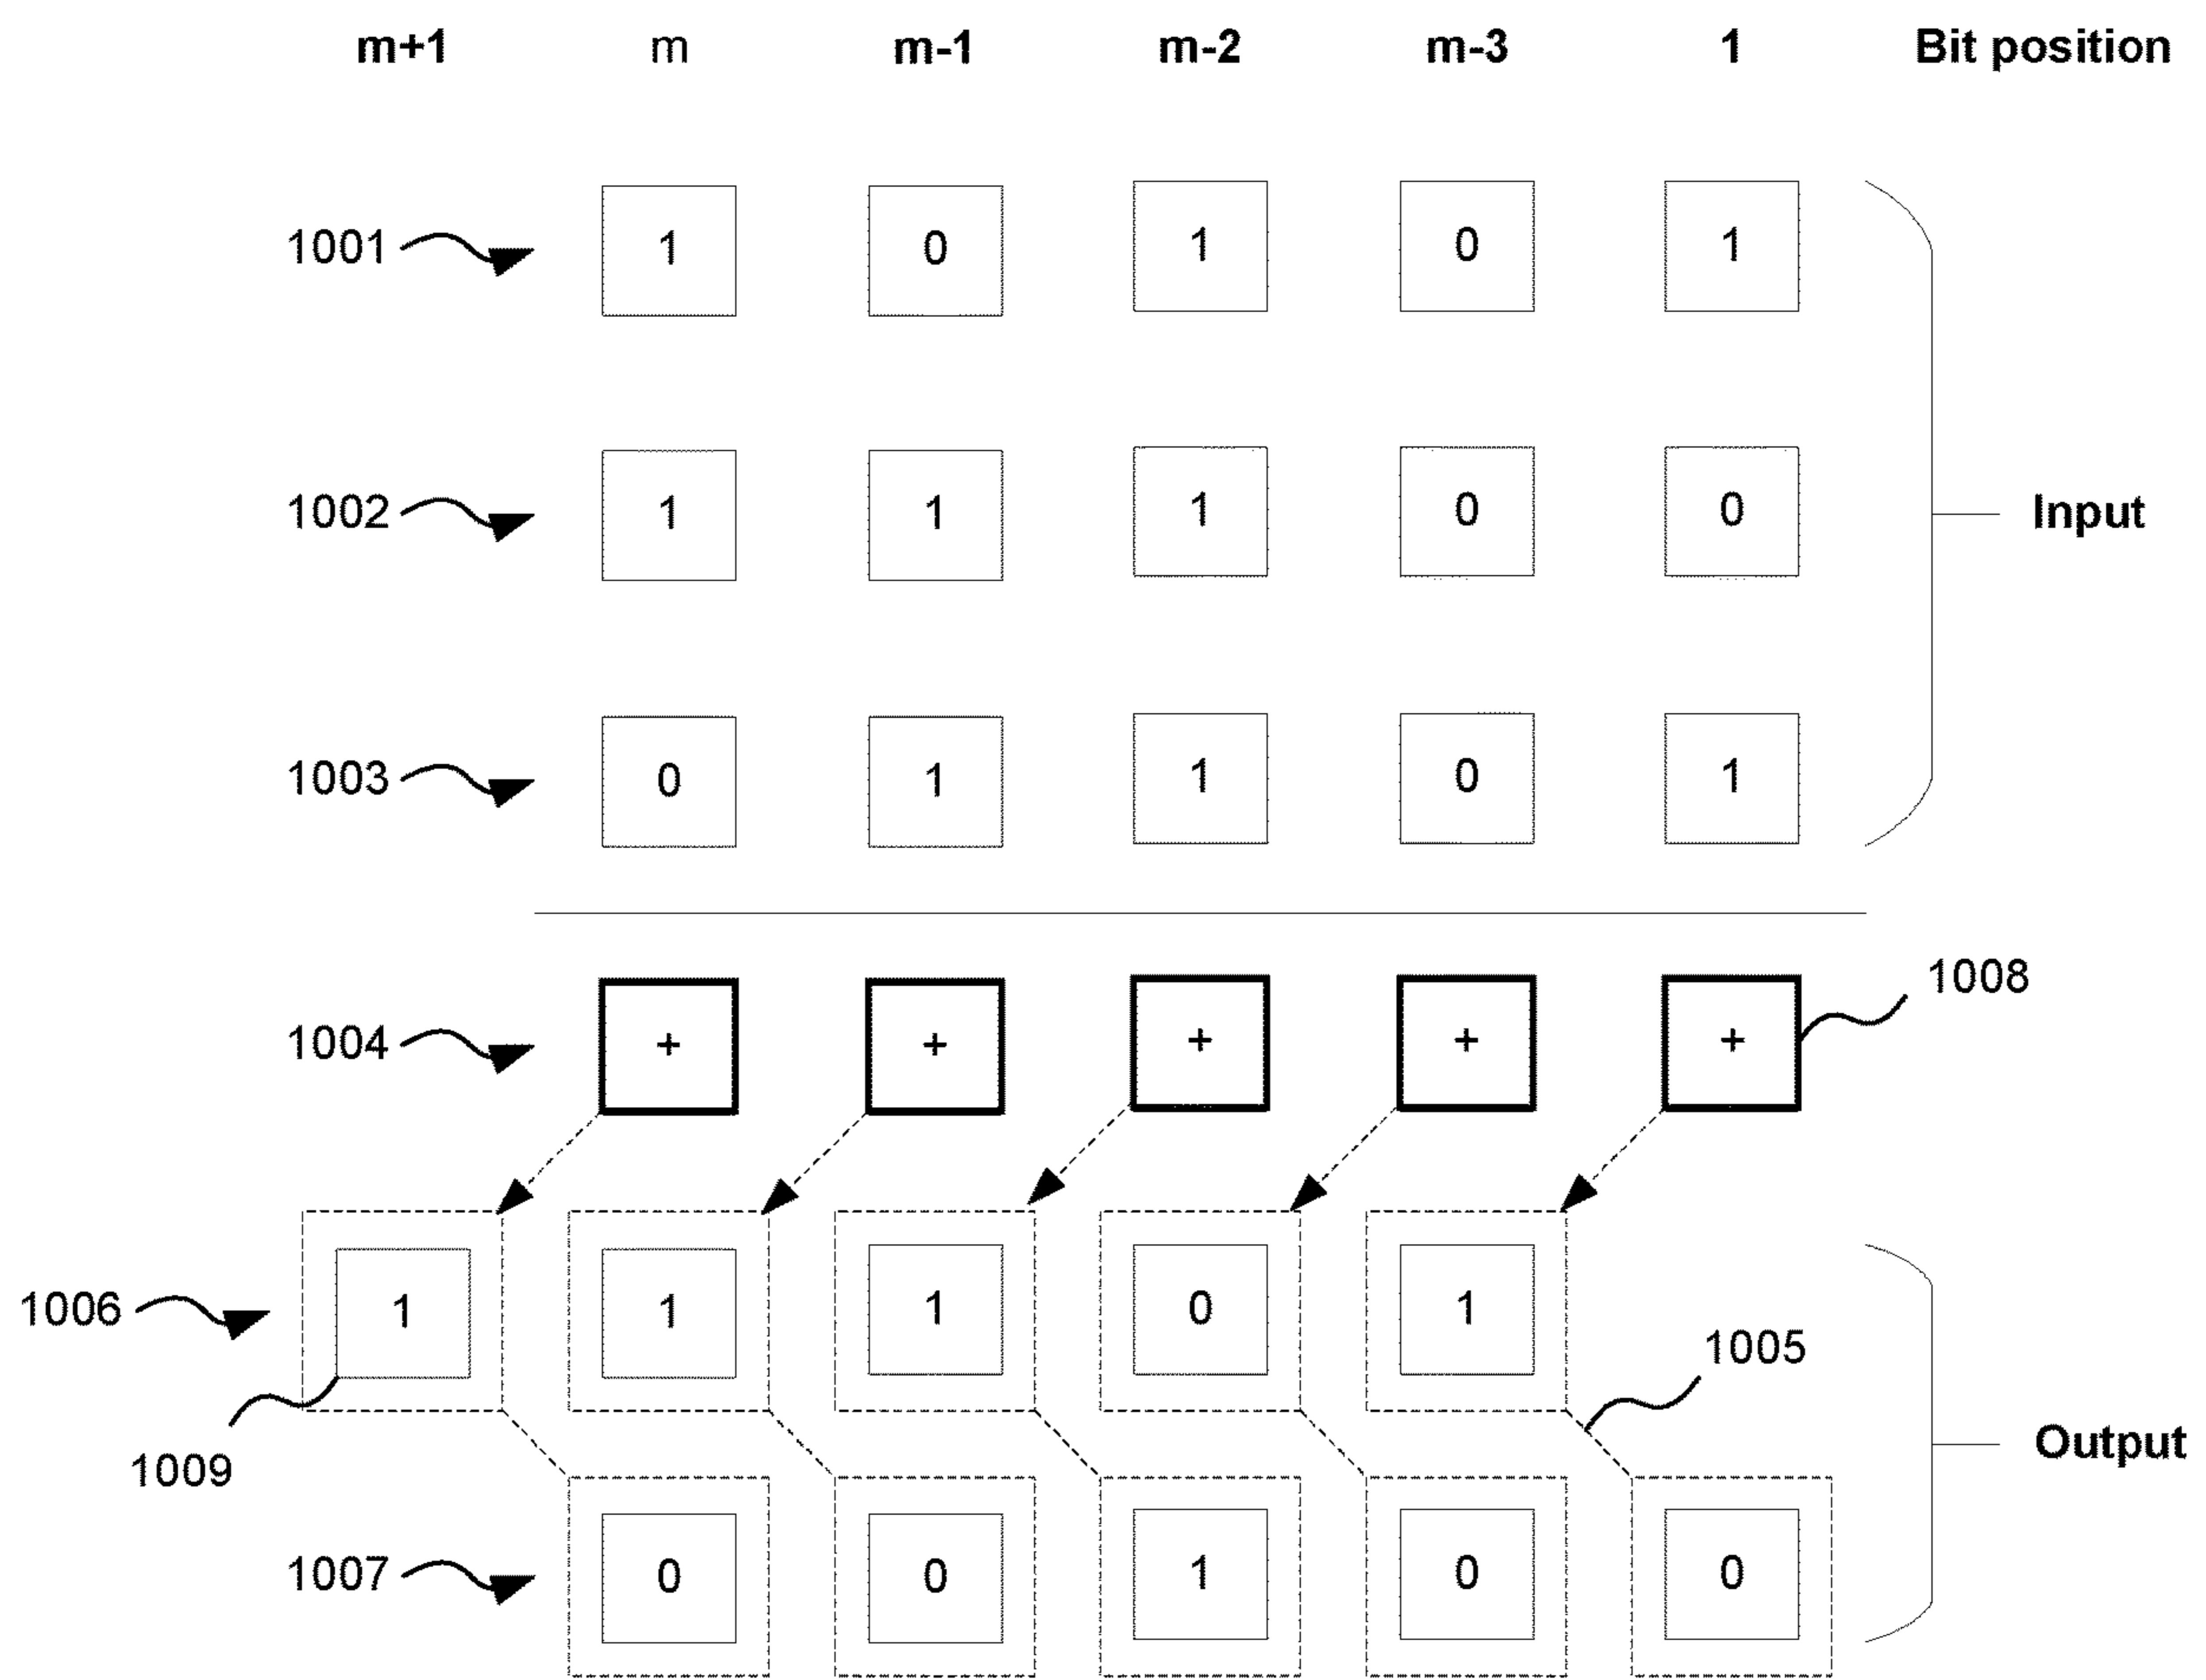 m+1 m m-1 m-2 m-3 1 Bit position
1001 1 0 1 0 1
1002 1 1 1 0 0 Input
1003 0 1 1 0 1
1008
1004 + + + + +
1006 1 1 1 0 1
1005
1009 Output
1007 0 0 1 0 0